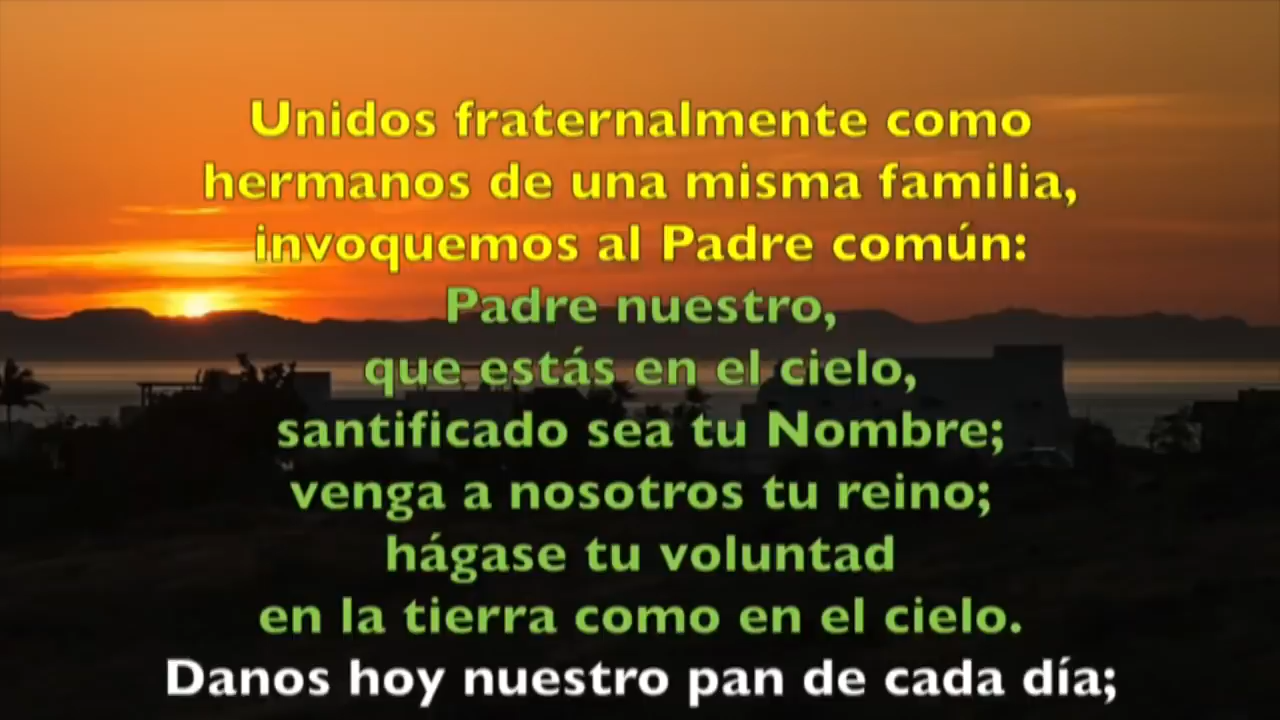 Unidos fraternalmente como
hermanos de una misma familia,
invoquemos al Padre común:
Padre nuestro,
que estás en el cielo,
santificado sea tu Nombre;
venga a nosotros tu reino;
hágase tu voluntad
en la tierra como en el cielo.
Danos hoy nuestro pan de cada día;